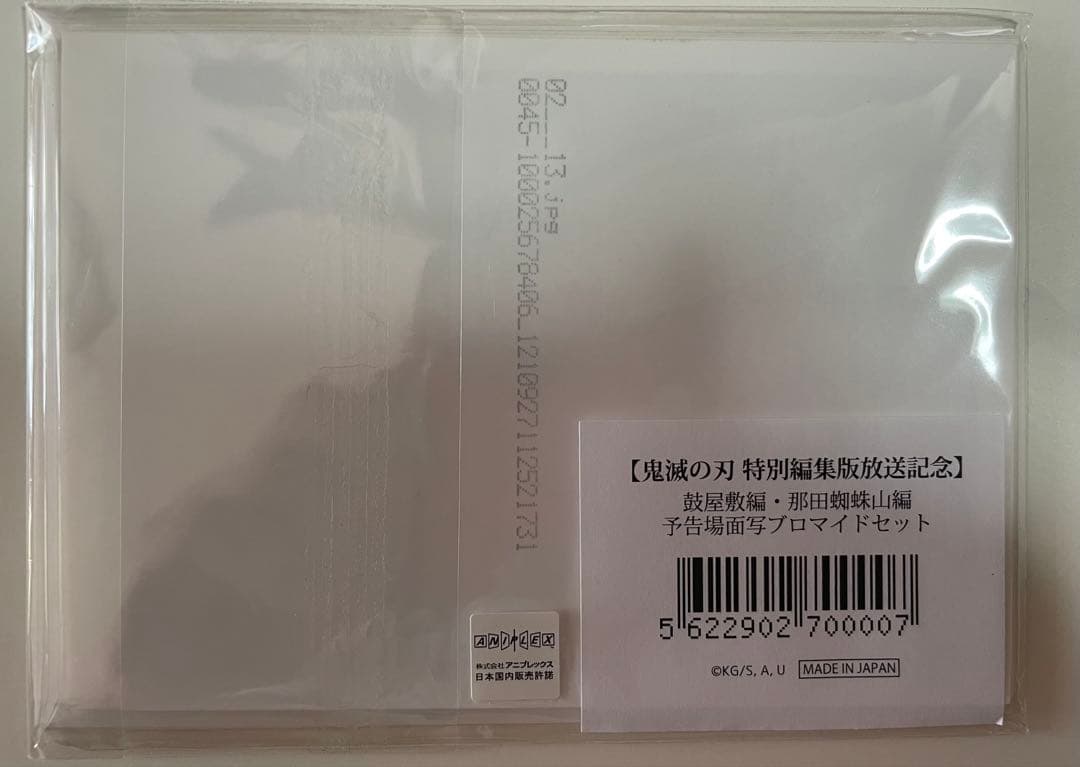 02---13.jpg
0045-100025678406_1210927112521731
【鬼滅の刃 特別編集版放送記念】
鼓屋敷編・那田蜘蛛山編
予告場面写ブロマイドセット
5 622902 700007
©KG/S, A, U MADE IN JAPAN
ANIPLEX
株式会社アニプレックス
日本国内販売許諾